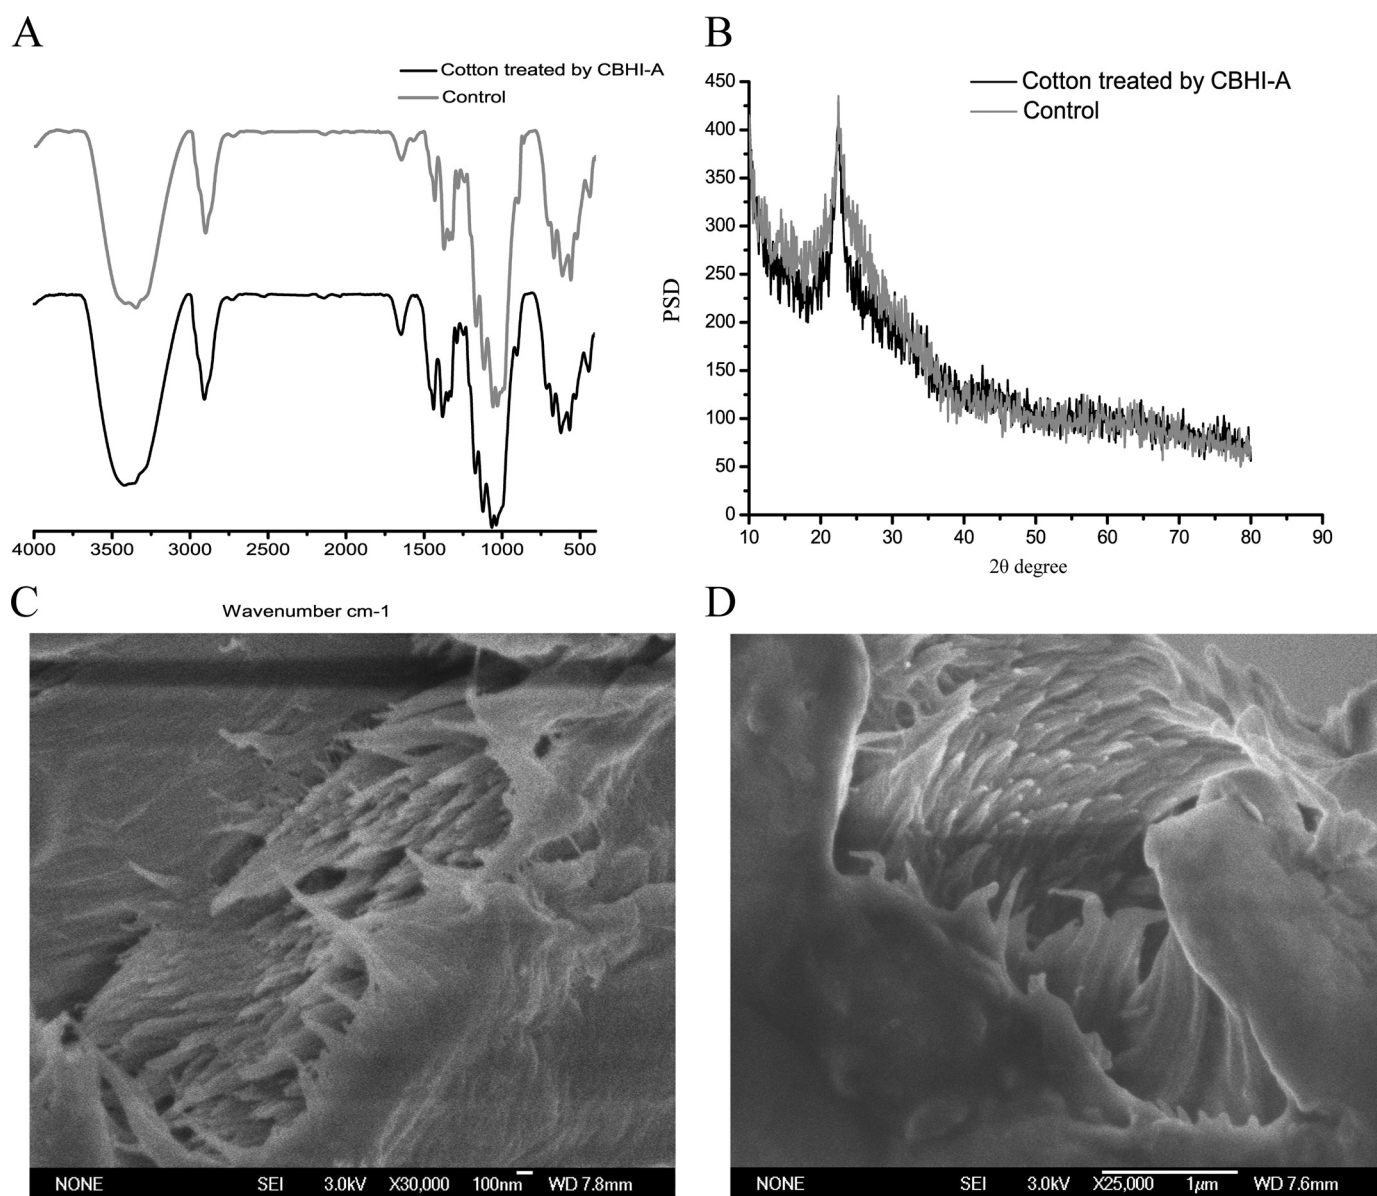 A
Cotton treated by CBHI-A
Control
4000 3500 3000 2500 2000 1500 1000 500
Wavenumber cm-1
B
Cotton treated by CBHI-A
Control
PSD
450
400
350
300
250
200
150
100
50
0
10 20 30 40 50 60 70 80 90
2θ degree
C
NONE SEI 3.0kV X30,000 100nm WD 7.8mm
D
NONE SEI 3.0kV X25,000 1μm WD 7.6mm